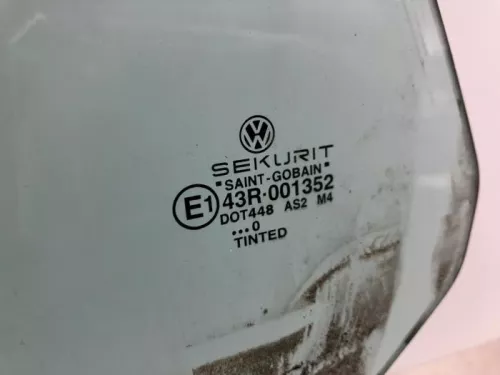 SEKURIT
SAINT-GOBAIN
E1 43R-001352
DOT448 AS2 M4
...0
TINTED